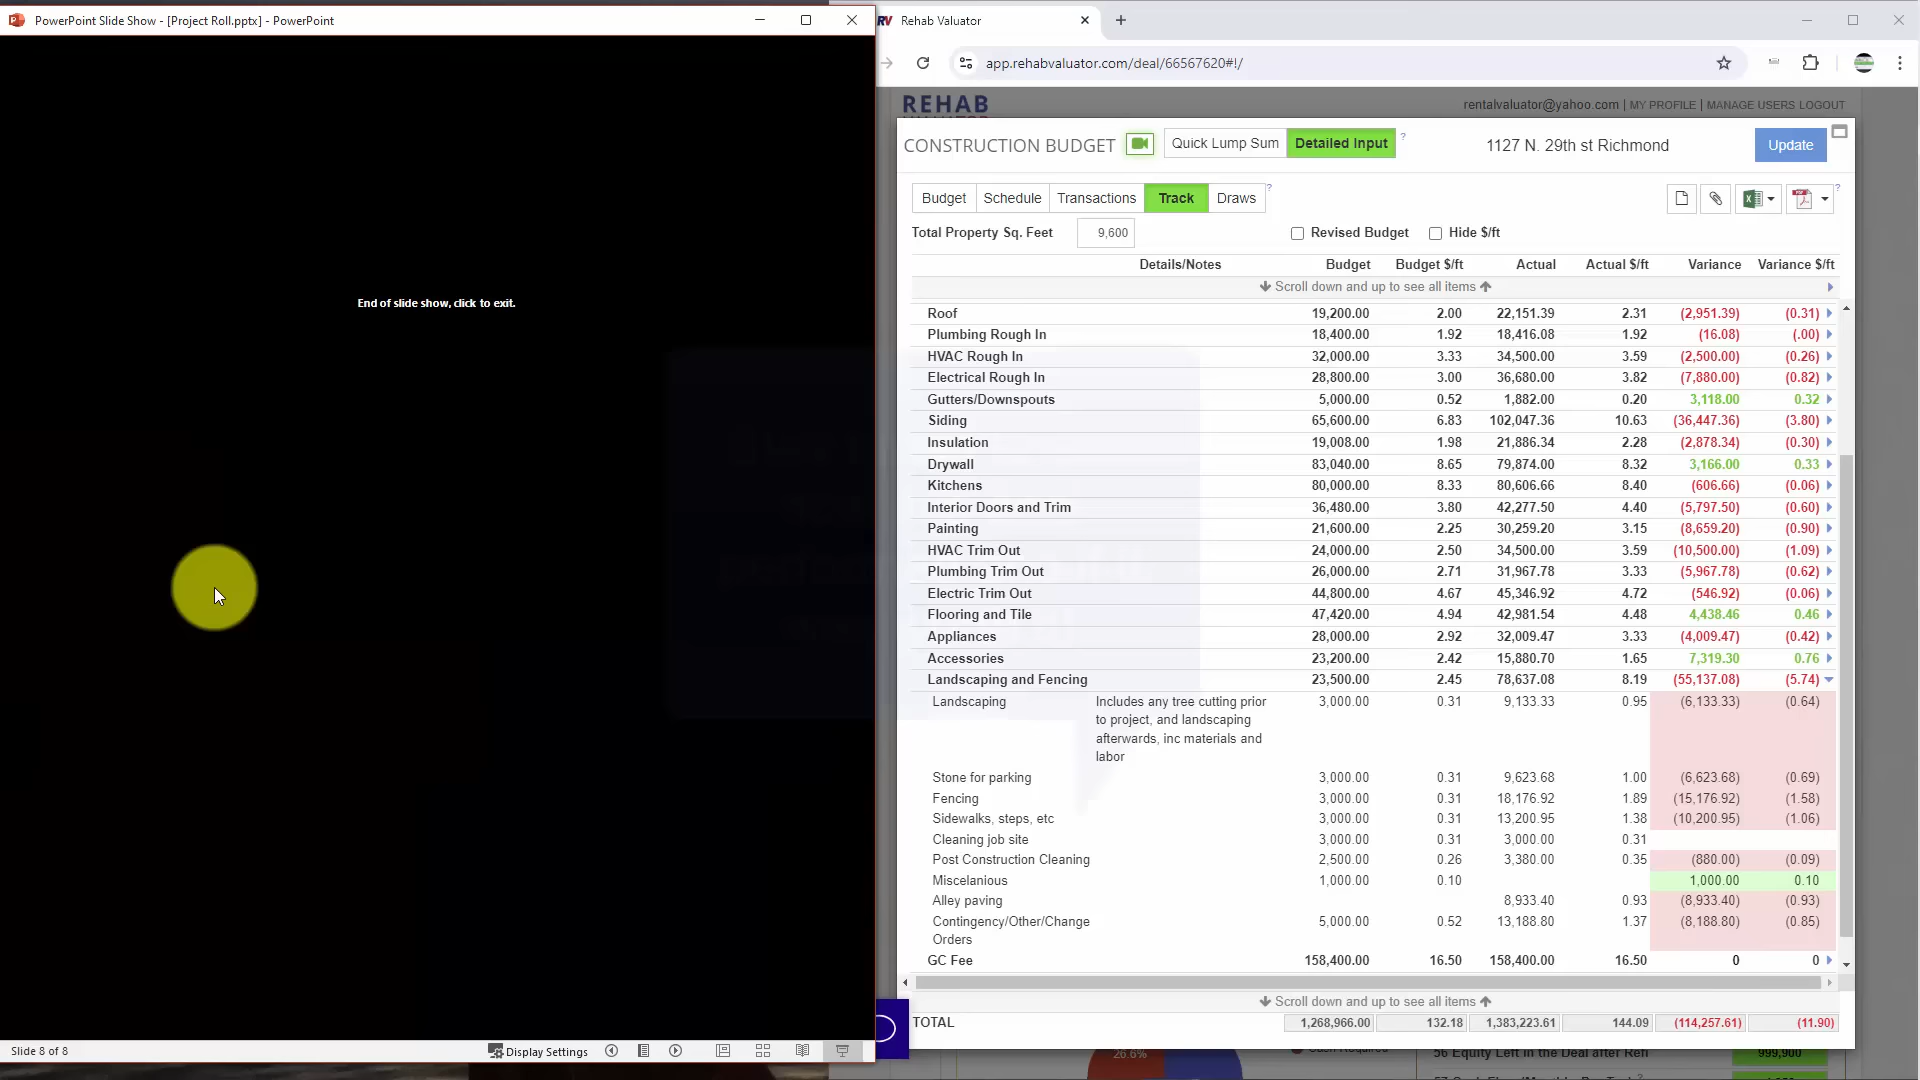 PowerPoint Slide Show - [Project Roll.pptx] - PowerPoint
End of slide show, click to exit.
Slide 8 of 8
Display Settings
RV Rehab Valuator
app.rehabvaluator.com/deal/66567620#!/
REHAB
rentalvaluator@yahoo.com | MY PROFILE | MANAGE USERS LOGOUT
CONSTRUCTION BUDGET Quick Lump Sum Detailed Input ? 1127 N. 29th st Richmond Update
Budget Schedule Transactions Track Draws ? ?
Total Property Sq. Feet 9,600 Revised Budget Hide $/ft
Details/Notes Budget Budget $/ft Actual Actual $/ft Variance Variance $/ft
Scroll down and up to see all items
Roof 19,200.00 2.00 22,151.39 2.31 (2,951.39) (0.31)
Plumbing Rough In 18,400.00 1.92 18,416.08 1.92 (16.08) (.00)
HVAC Rough In 32,000.00 3.33 34,500.00 3.59 (2,500.00) (0.26)
Electrical Rough In 28,800.00 3.00 36,680.00 3.82 (7,880.00) (0.82)
Gutters/Downspouts 5,000.00 0.52 1,882.00 0.20 3,118.00 0.32
Siding 65,600.00 6.83 102,047.36 10.63 (36,447.36) (3.80)
Insulation 19,008.00 1.98 21,886.34 2.28 (2,878.34) (0.30)
Drywall 83,040.00 8.65 79,874.00 8.32 3,166.00 0.33
Kitchens 80,000.00 8.33 80,606.66 8.40 (606.66) (0.06)
Interior Doors and Trim 36,480.00 3.80 42,277.50 4.40 (5,797.50) (0.60)
Painting 21,600.00 2.25 30,259.20 3.15 (8,659.20) (0.90)
HVAC Trim Out 24,000.00 2.50 34,500.00 3.59 (10,500.00) (1.09)
Plumbing Trim Out 26,000.00 2.71 31,967.78 3.33 (5,967.78) (0.62)
Electric Trim Out 44,800.00 4.67 45,346.92 4.72 (546.92) (0.06)
Flooring and Tile 47,420.00 4.94 42,981.54 4.48 4,438.46 0.46
Appliances 28,000.00 2.92 32,009.47 3.33 (4,009.47) (0.42)
Accessories 23,200.00 2.42 15,880.70 1.65 7,319.30 0.76
Landscaping and Fencing 23,500.00 2.45 78,637.08 8.19 (55,137.08) (5.74)
Landscaping Includes any tree cutting prior 3,000.00 0.31 9,133.33 0.95 (6,133.33) (0.64)
to project, and landscaping
afterwards, inc materials and
labor
Stone for parking 3,000.00 0.31 9,623.68 1.00 (6,623.68) (0.69)
Fencing 3,000.00 0.31 18,176.92 1.89 (15,176.92) (1.58)
Sidewalks, steps, etc 3,000.00 0.31 13,200.95 1.38 (10,200.95) (1.06)
Cleaning job site 3,000.00 0.31 3,000.00 0.31
Post Construction Cleaning 2,500.00 0.26 3,380.00 0.35 (880.00) (0.09)
Miscelanious 1,000.00 0.10 1,000.00 0.10
Alley paving 8,933.40 0.93 (8,933.40) (0.93)
Contingency/Other/Change 5,000.00 0.52 13,188.80 1.37 (8,188.80) (0.85)
Orders
GC Fee 158,400.00 16.50 158,400.00 16.50 0 0
Scroll down and up to see all items
TOTAL 1,268,966.00 132.18 1,383,223.61 144.09 (114,257.61) (11.90)
26.6% 56 Equity Left in the Deal after Reh 999,900